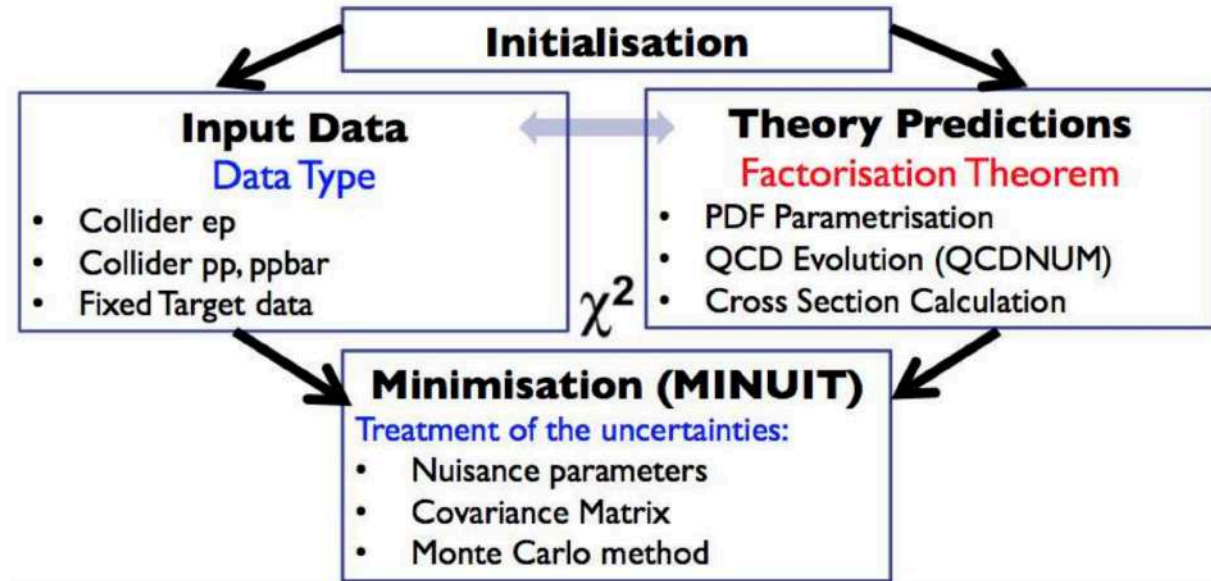 Initialisation
Input Data
Data Type
• Collider ep
• Collider pp, ppbar
• Fixed Target data
Theory Predictions
Factorisation Theorem
• PDF Parametrisation
• QCD Evolution (QCDNUM)
• Cross Section Calculation
χ²
Minimisation (MINUIT)
Treatment of the uncertainties:
• Nuisance parameters
• Covariance Matrix
• Monte Carlo method